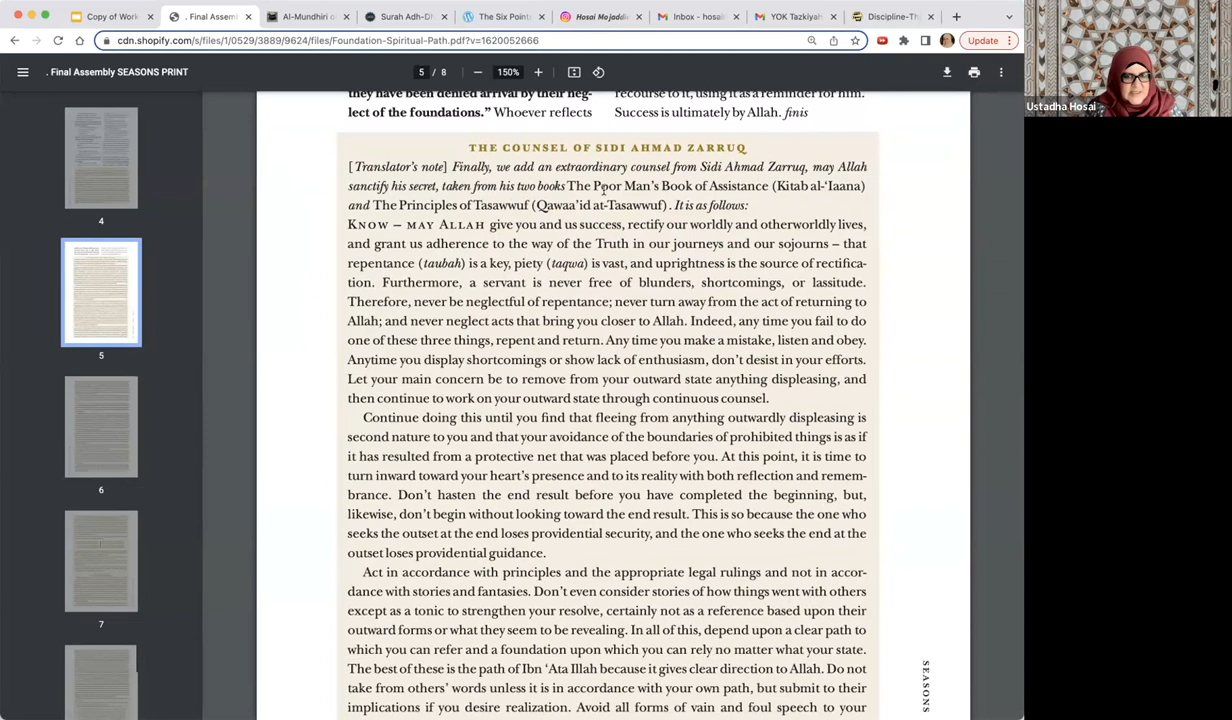 Copy of Work
. Final Assemb
Al-Mundhiri o
Surah Adh-Dh
The Six Points
Hosai Mojaddid
Inbox - hosain
YOK Tazkiyah
Discipline-Thi
cdn.shopify.com/s/files/1/0529/3889/9624/files/Foundation-Spiritual-Path.pdf?v=1620052666
Update
. Final Assembly SEASONS PRINT
5 / 8
150%
4
5
6
7
they have been denied arrival by their neg-
lect of the foundations.” Whoever reflects
recourse to it, using it as a reminder for him.
Success is ultimately by Allah. finis
THE COUNSEL OF SIDI AHMAD ZARRUQ
[Translator’s note] Finally, we add an extraordinary counsel from Sidi Ahmad Zarruq, may Allah
sanctify his secret, taken from his two books The Poor Man’s Book of Assistance (Kitab al-‘Iaana)
and The Principles of Tasawwuf (Qawaa’id at-Tasawwuf). It is as follows:
KNOW – MAY ALLAH give you and us success, rectify our worldly and otherworldly lives,
and grant us adherence to the way of the Truth in our journeys and our sojourns – that
repentance (taubah) is a key, piety (taqwa) is vast, and uprightness is the source of rectifica-
tion. Furthermore, a servant is never free of blunders, shortcomings, or lassitude.
Therefore, never be neglectful of repentance; never turn away from the act of returning to
Allah; and never neglect acts that bring you closer to Allah. Indeed, any time you fail to do
one of these three things, repent and return. Any time you make a mistake, listen and obey.
Anytime you display shortcomings or show lack of enthusiasm, don’t desist in your efforts.
Let your main concern be to remove from your outward state anything displeasing, and
then continue to work on your outward state through continuous counsel.
Continue doing this until you find that fleeing from anything outwardly displeasing is
second nature to you and that your avoidance of the boundaries of prohibited things is as if
it has resulted from a protective net that was placed before you. At this point, it is time to
turn inward toward your heart’s presence and to its reality with both reflection and remem-
brance. Don’t hasten the end result before you have completed the beginning, but,
likewise, don’t begin without looking toward the end result. This is so because the one who
seeks the outset at the end loses providential security, and the one who seeks the end at the
outset loses providential guidance.
Act in accordance with principles and the appropriate legal rulings and not in accor-
dance with stories and fantasies. Don’t even consider stories of how things went with others
except as a tonic to strengthen your resolve, certainly not as a reference based upon their
outward forms or what they seem to be revealing. In all of this, depend upon a clear path to
which you can refer and a foundation upon which you can rely no matter what your state.
The best of these is the path of Ibn ‘Ata Illah because it gives clear direction to Allah. Do not
take from others’ words unless it is in accordance with your own path, but submit to their
implications if you desire realization. Avoid all forms of vain and foul speech to your
SEASONS
Ustadha Hosai